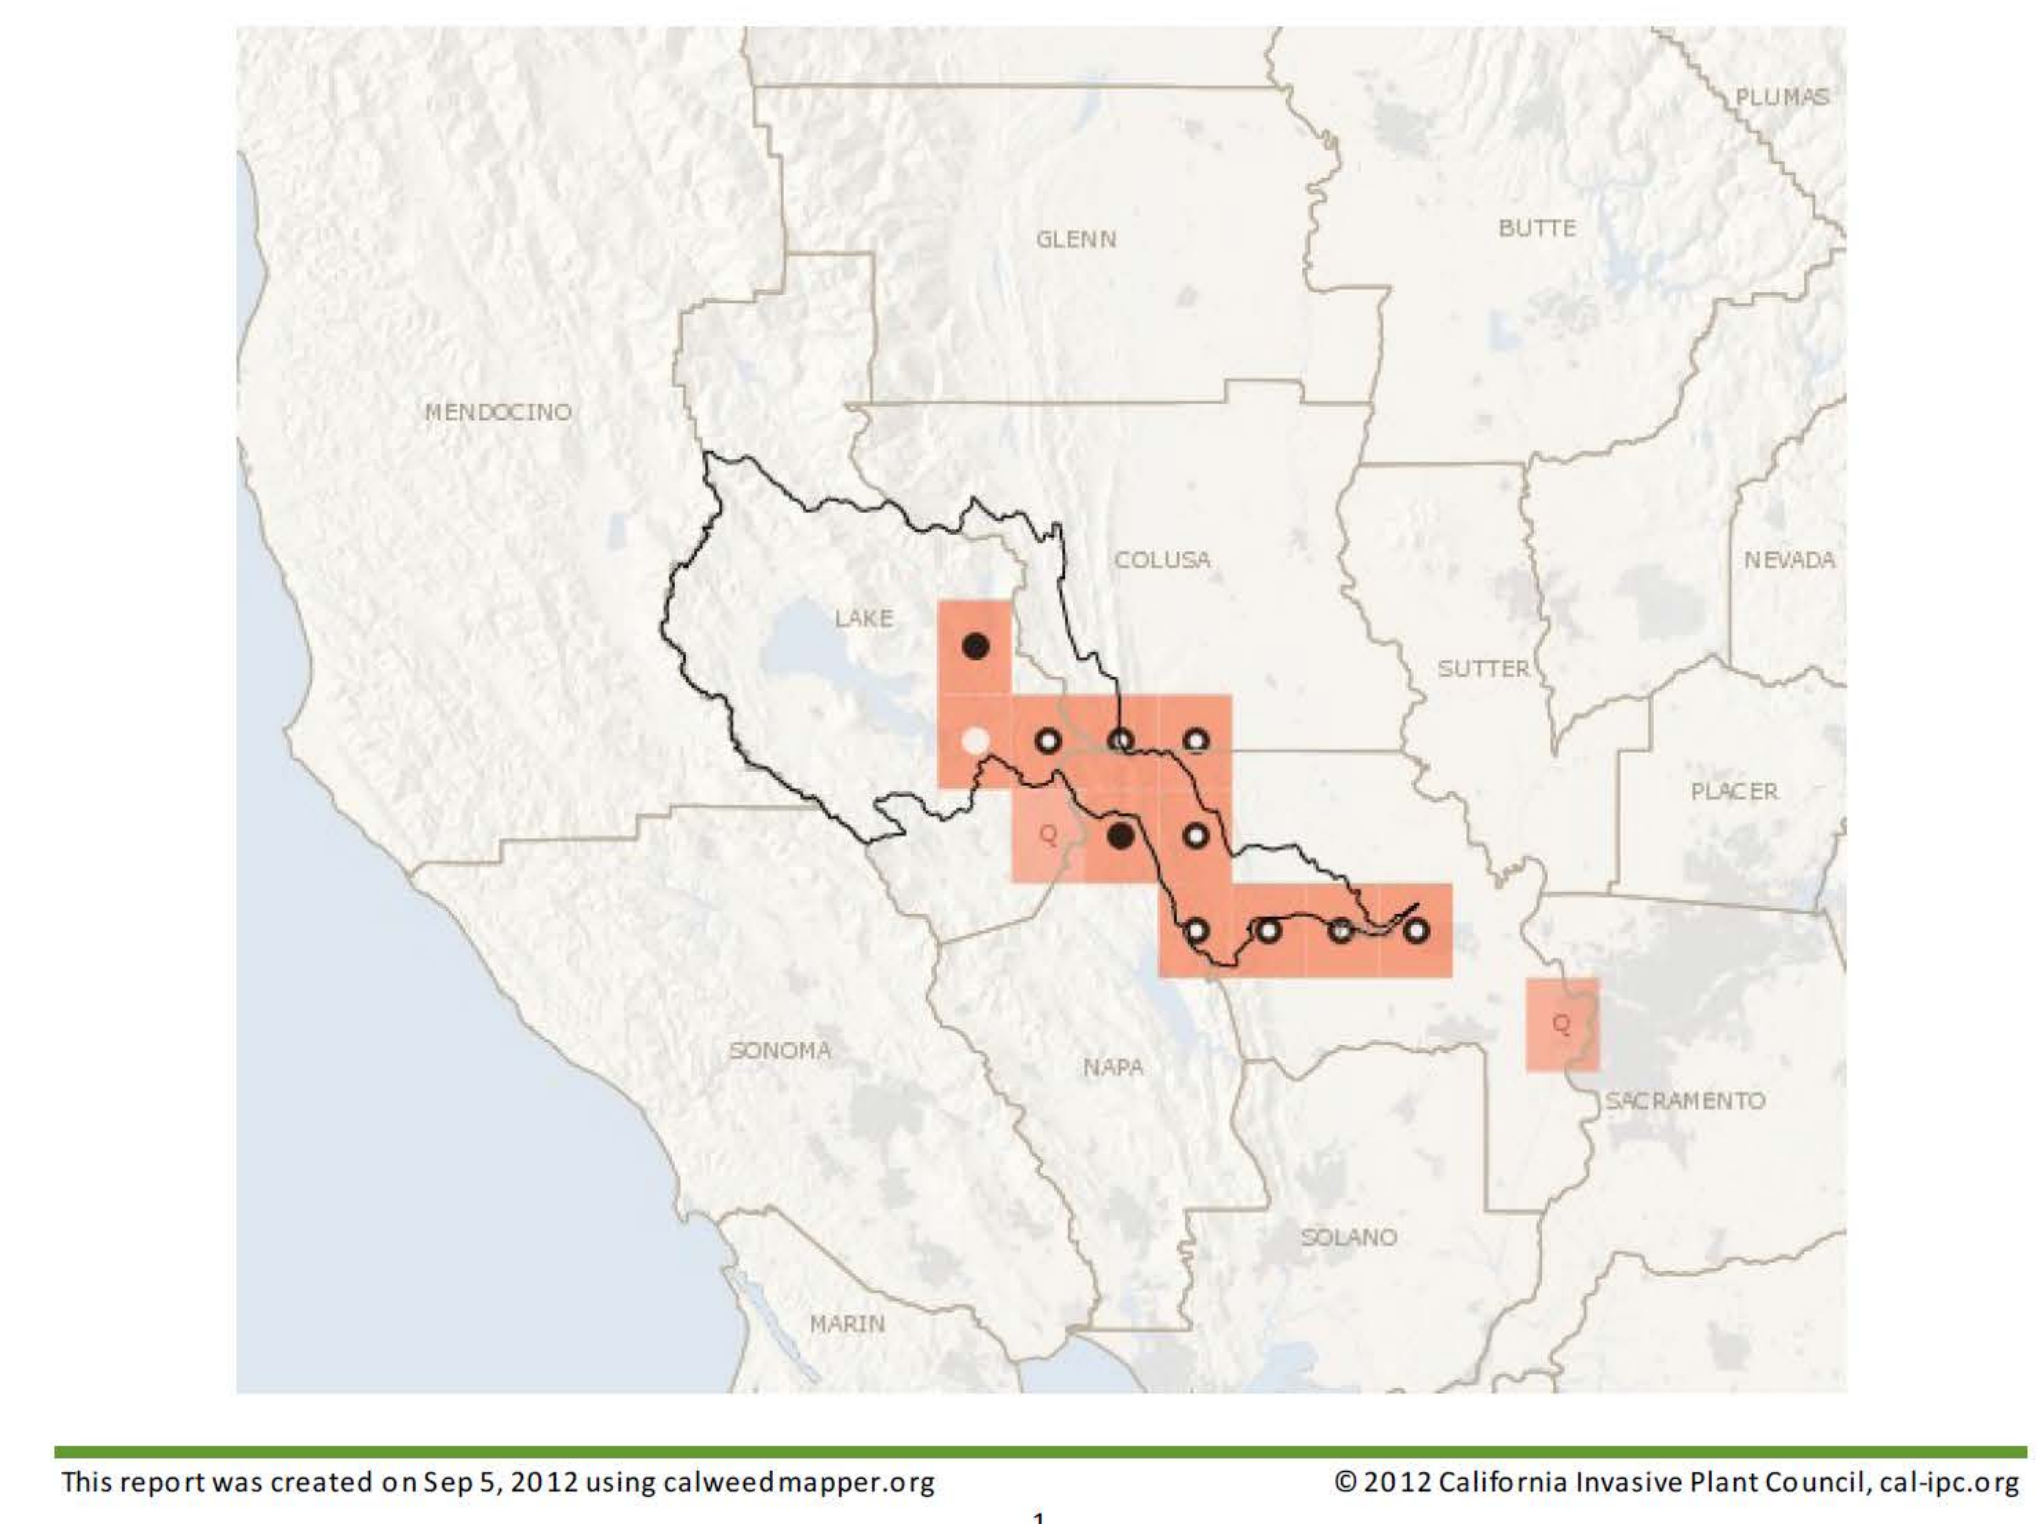 PLUMAS
BUTTE
GLENN
MENDOCINO
COLUSA
NEVADA
LAKE
SUTTER
PLACER
Q
Q
SONOMA
NAPA
SACRAMENTO
SOLANO
MARIN
This report was created on Sep 5, 2012 using calweedmapper.org
© 2012 California Invasive Plant Council, cal-ipc.org
1